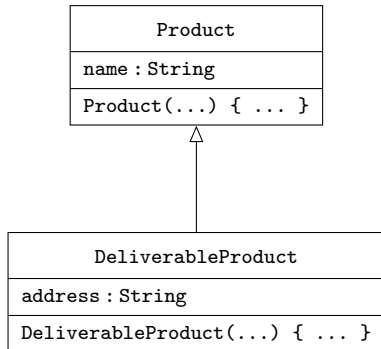 Product
name : String
Product(...) { ... }
DeliverableProduct
address : String
DeliverableProduct(...) { ... }